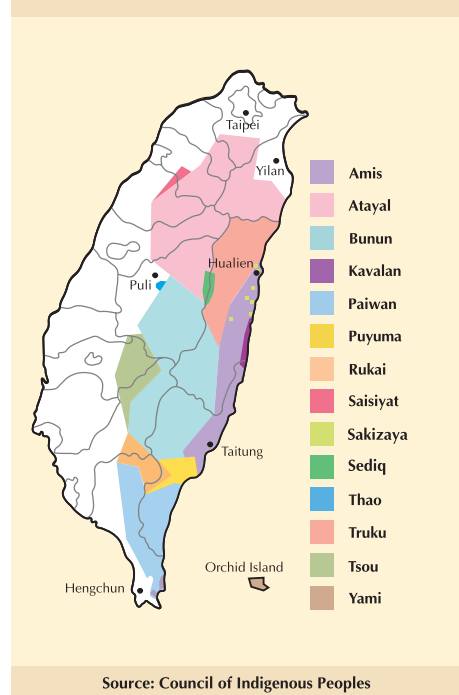 Taipei
Yilan
Hualien
Puli
Taitung
Orchid Island
Hengchun
Amis
Atayal
Bunun
Kavalan
Paiwan
Puyuma
Rukai
Saisiyat
Sakizaya
Sediq
Thao
Truku
Tsou
Yami
Source: Council of Indigenous Peoples